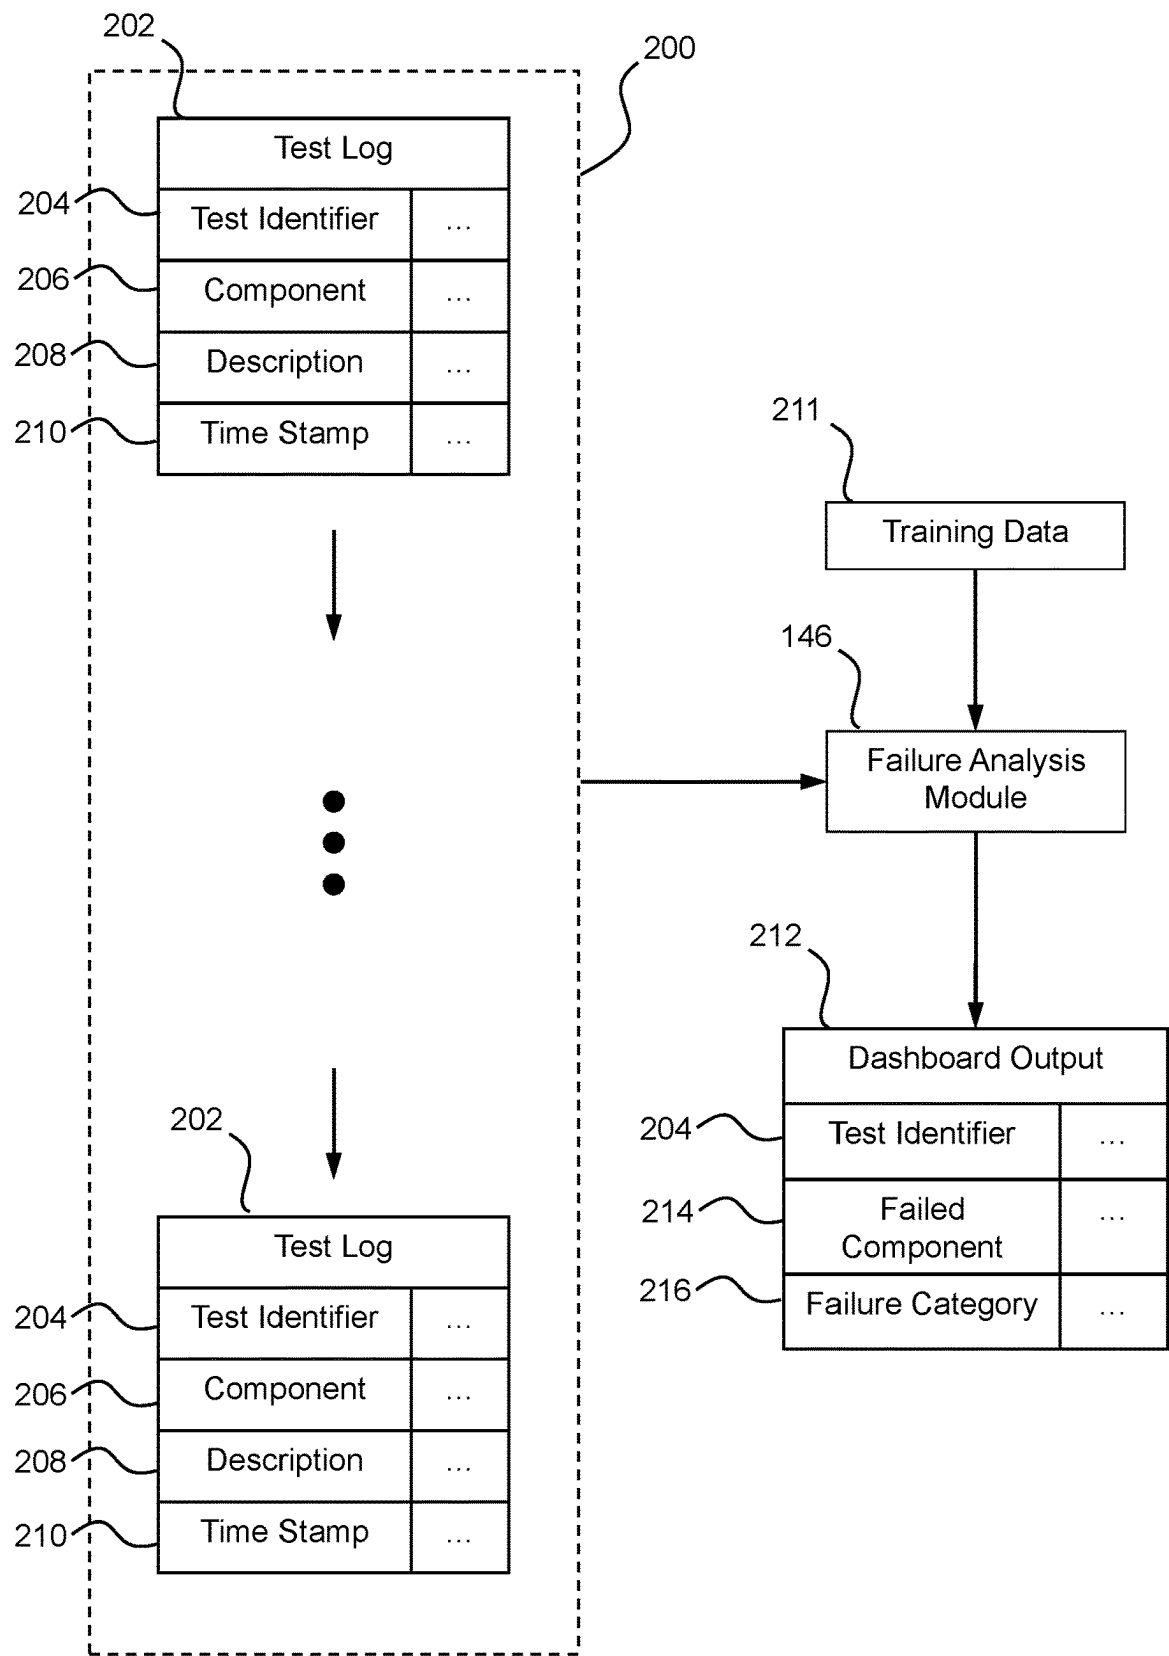 202
200
Test Log
204
Test Identifier ...
206
Component ...
208
Description ...
210
Time Stamp ...
211
Training Data
146
Failure Analysis
Module
212
Dashboard Output
204
Test Identifier ...
214
Failed
Component
...
216
Failure Category ...
202
Test Log
204
Test Identifier ...
206
Component ...
208
Description ...
210
Time Stamp ...